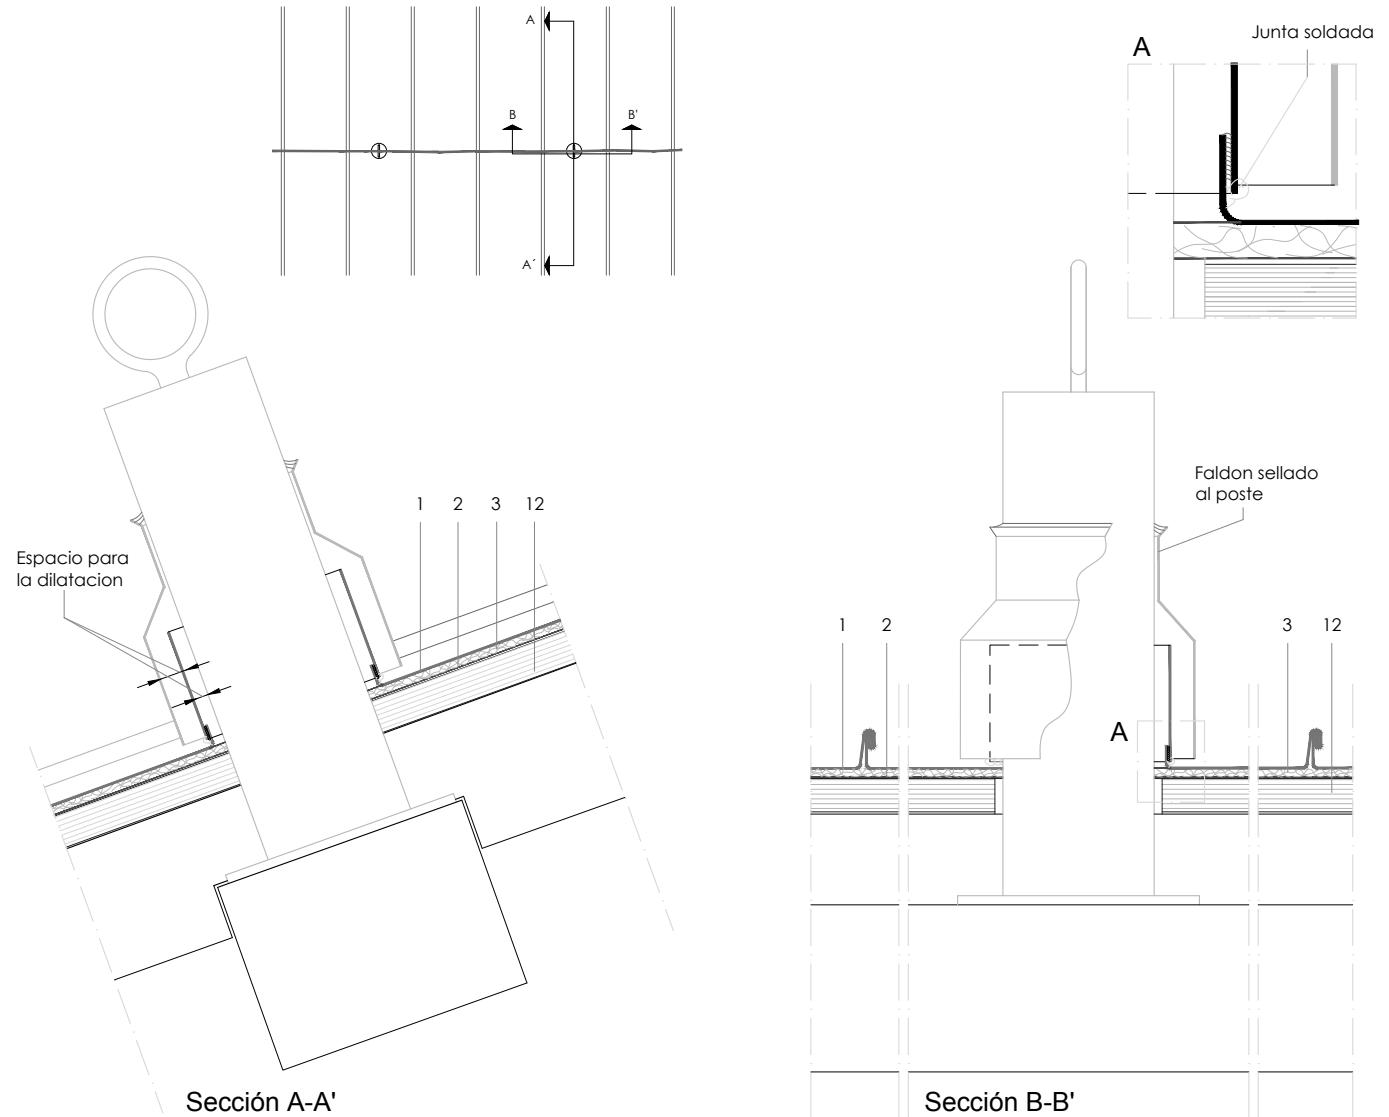 A
B
B'
A´
A
Junta soldada
1
2
3
12
Espacio para
la dilatacion
Faldon sellado
al poste
1
2
3
12
A
Sección A-A'
Sección B-B'